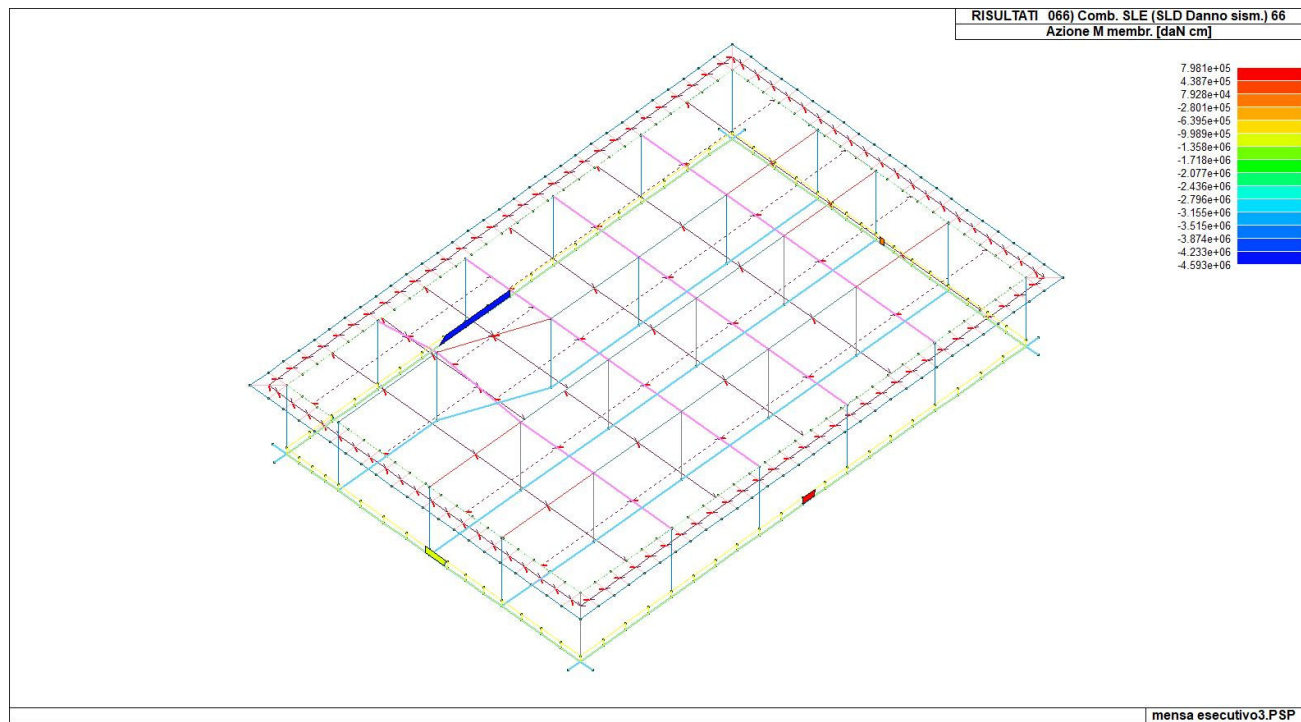 RISULTATI 066) Comb. SLE (SLD Danno sism.) 66
Azione M membr. [daN cm]
7.981e+05
4.387e+05
7.928e+04
-2.801e+05
-6.395e+05
-9.989e+05
-1.358e+06
-1.718e+06
-2.077e+06
-2.436e+06
-2.796e+06
-3.155e+06
-3.515e+06
-3.874e+06
-4.233e+06
-4.593e+06
mensa esecutivo3.PSP